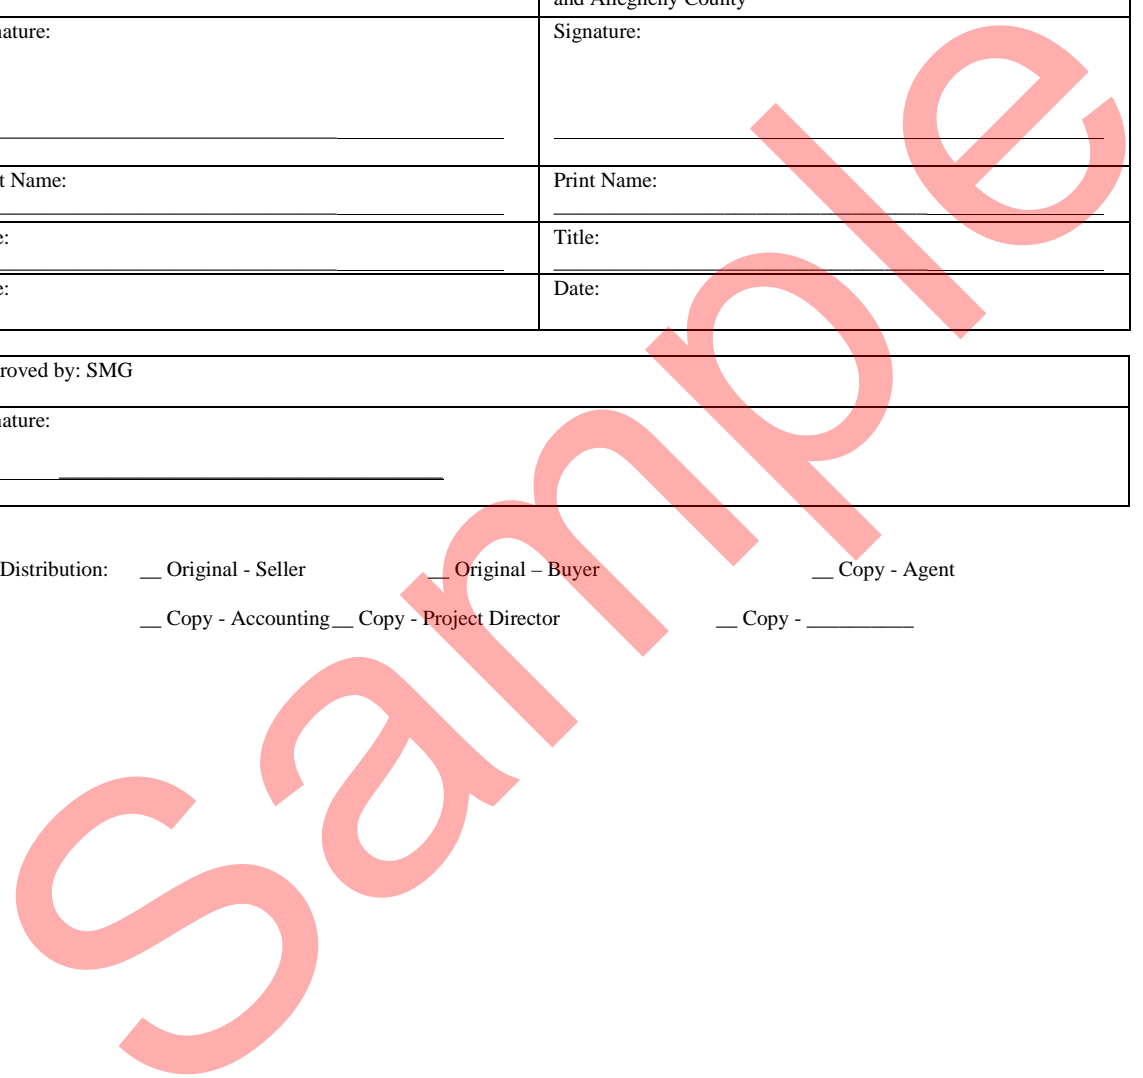 and Allegheny County
nature: Signature:
t Name: Print Name:
e: Title:
e: Date:
roved by: SMG
nature:
Distribution: __ Original - Seller __ Original – Buyer __ Copy - Agent
__ Copy - Accounting __ Copy - Project Director __ Copy - __________
Sample